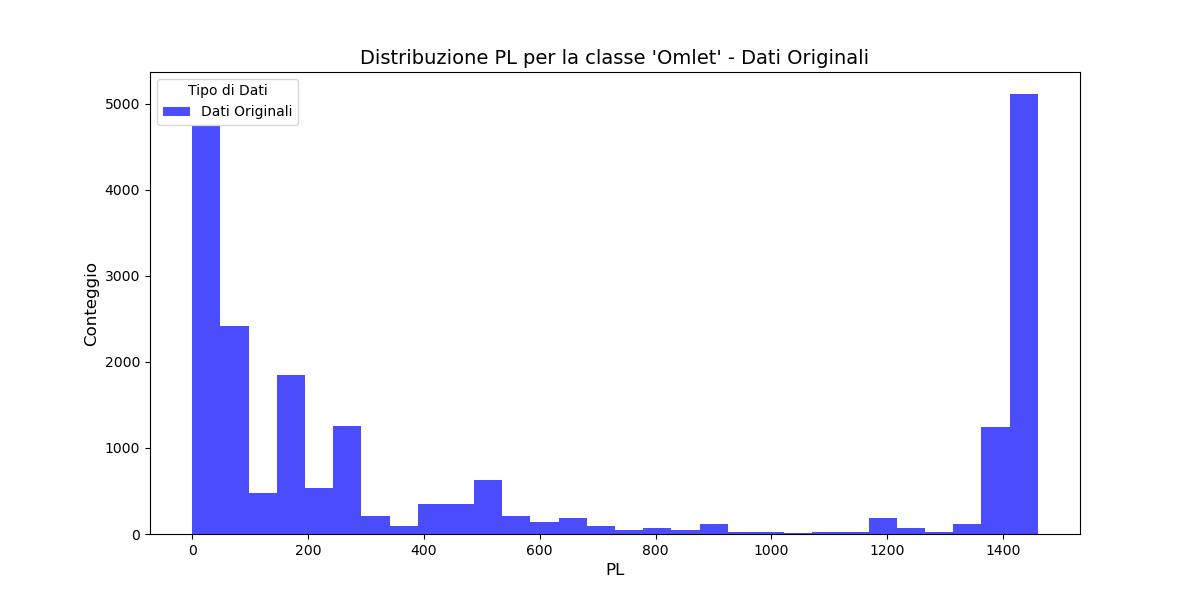 Distribuzione PL per la classe 'Omlet' - Dati Originali
Tipo di Dati
Dati Originali
Conteggio
5000
4000
3000
2000
1000
0
0 200 400 600 800 1000 1200 1400
PL